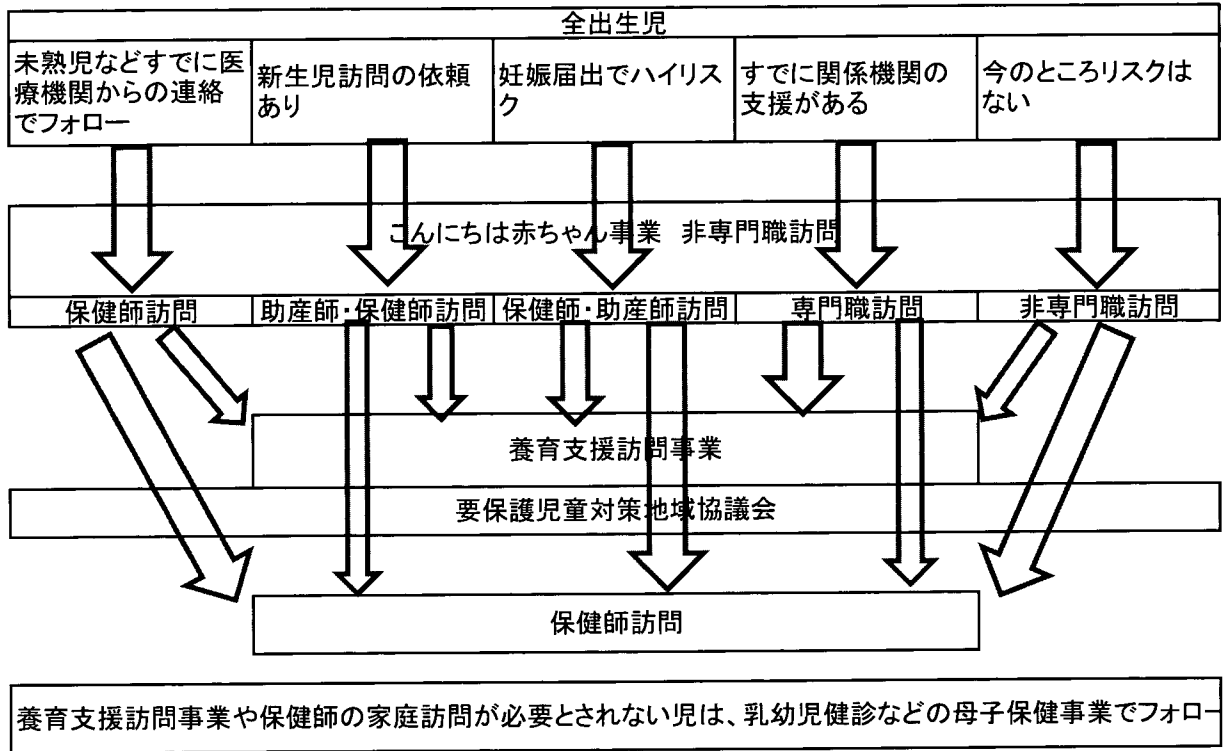 全出生児
未熟児などすでに医
療機関からの連絡
でフォロー
新生児訪問の依頼
あり
妊娠届出でハイリス
ク
すでに関係機関の
支援がある
今のところリスクは
ない
こんにちは赤ちゃん事業 非専門職訪問
保健師訪問
助産師・保健師訪問
保健師・助産師訪問
専門職訪問
非専門職訪問
養育支援訪問事業
要保護児童対策地域協議会
保健師訪問
養育支援訪問事業や保健師の家庭訪問が必要とされない児は、乳幼児健診などの母子保健事業でフォロー